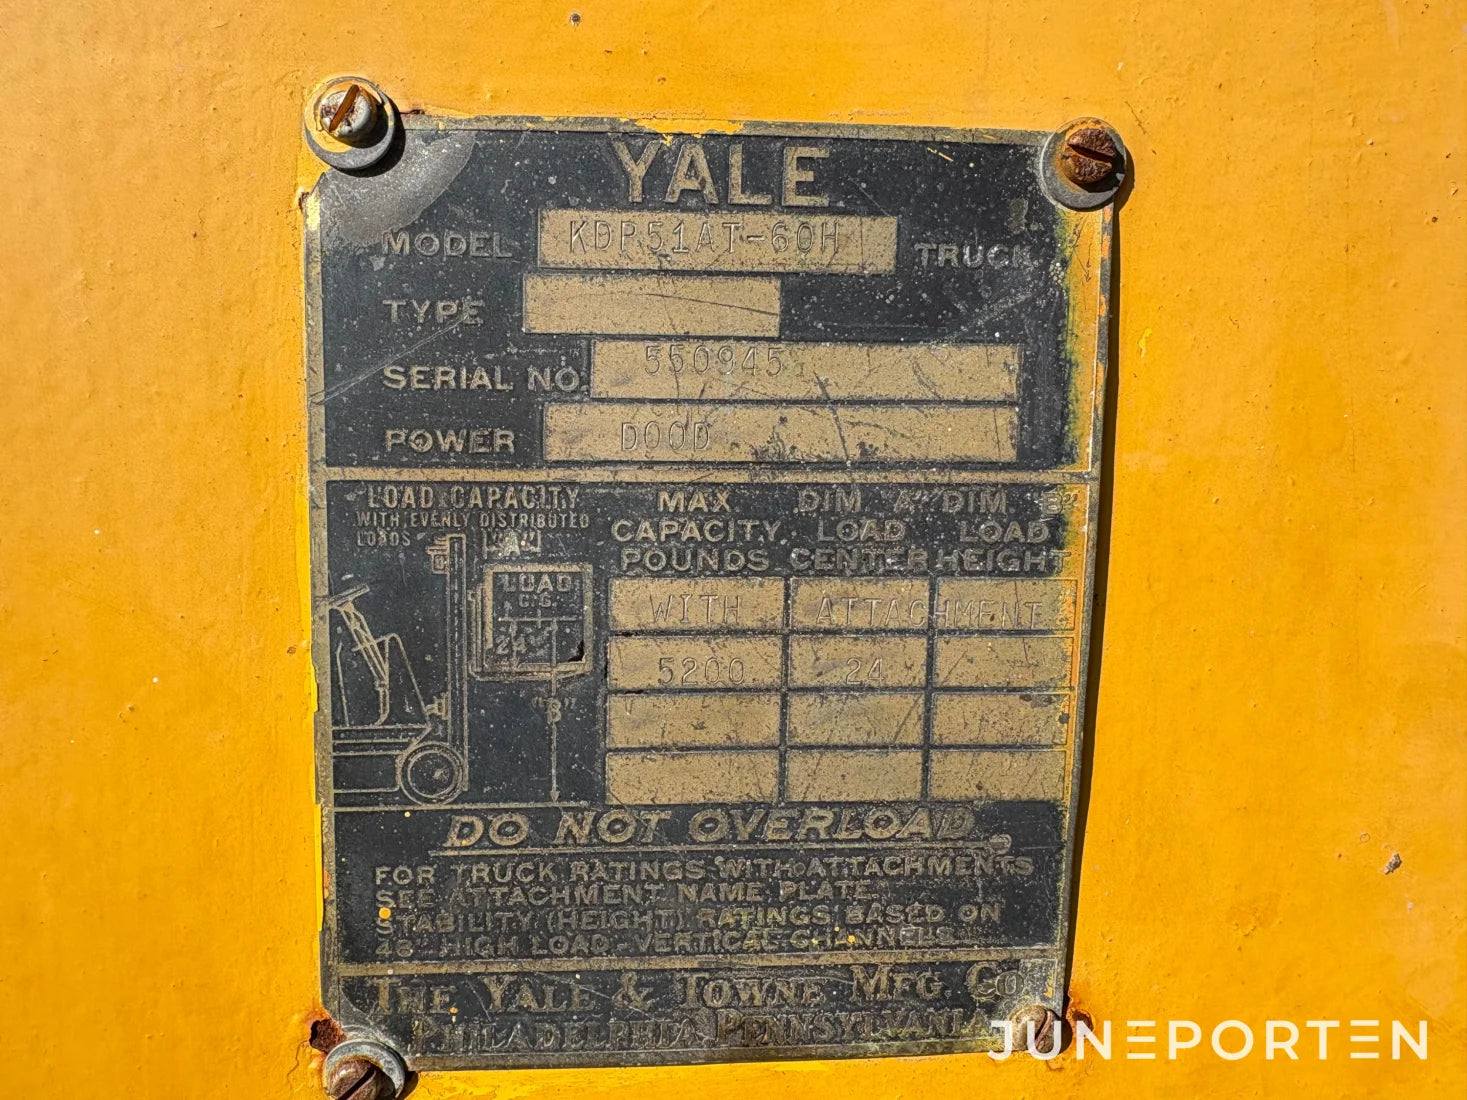 YALE
MODEL KDP51AT-60H TRUCK
TYPE
SERIAL NO. 550945
POWER DOOD
LOAD CAPACITY
WITH EVENLY DISTRIBUTED
LOADS
"A"
LOAD
C.G.
24"
"B"
MAX CAPACITY POUNDS
DIM. "A" LOAD CENTER
DIM. "B" LOAD HEIGHT
WITH ATTACHMENT
5200 24
DO NOT OVERLOAD
FOR TRUCK RATINGS WITH ATTACHMENTS
SEE ATTACHMENT NAME PLATE
STABILITY (HEIGHT) RATINGS BASED ON
48" HIGH LOAD - VERTICAL CHANNELS
THE YALE & TOWNE MFG. CO.
PHILADELPHIA, PENNSYLVANIA
JUNEPORTEN